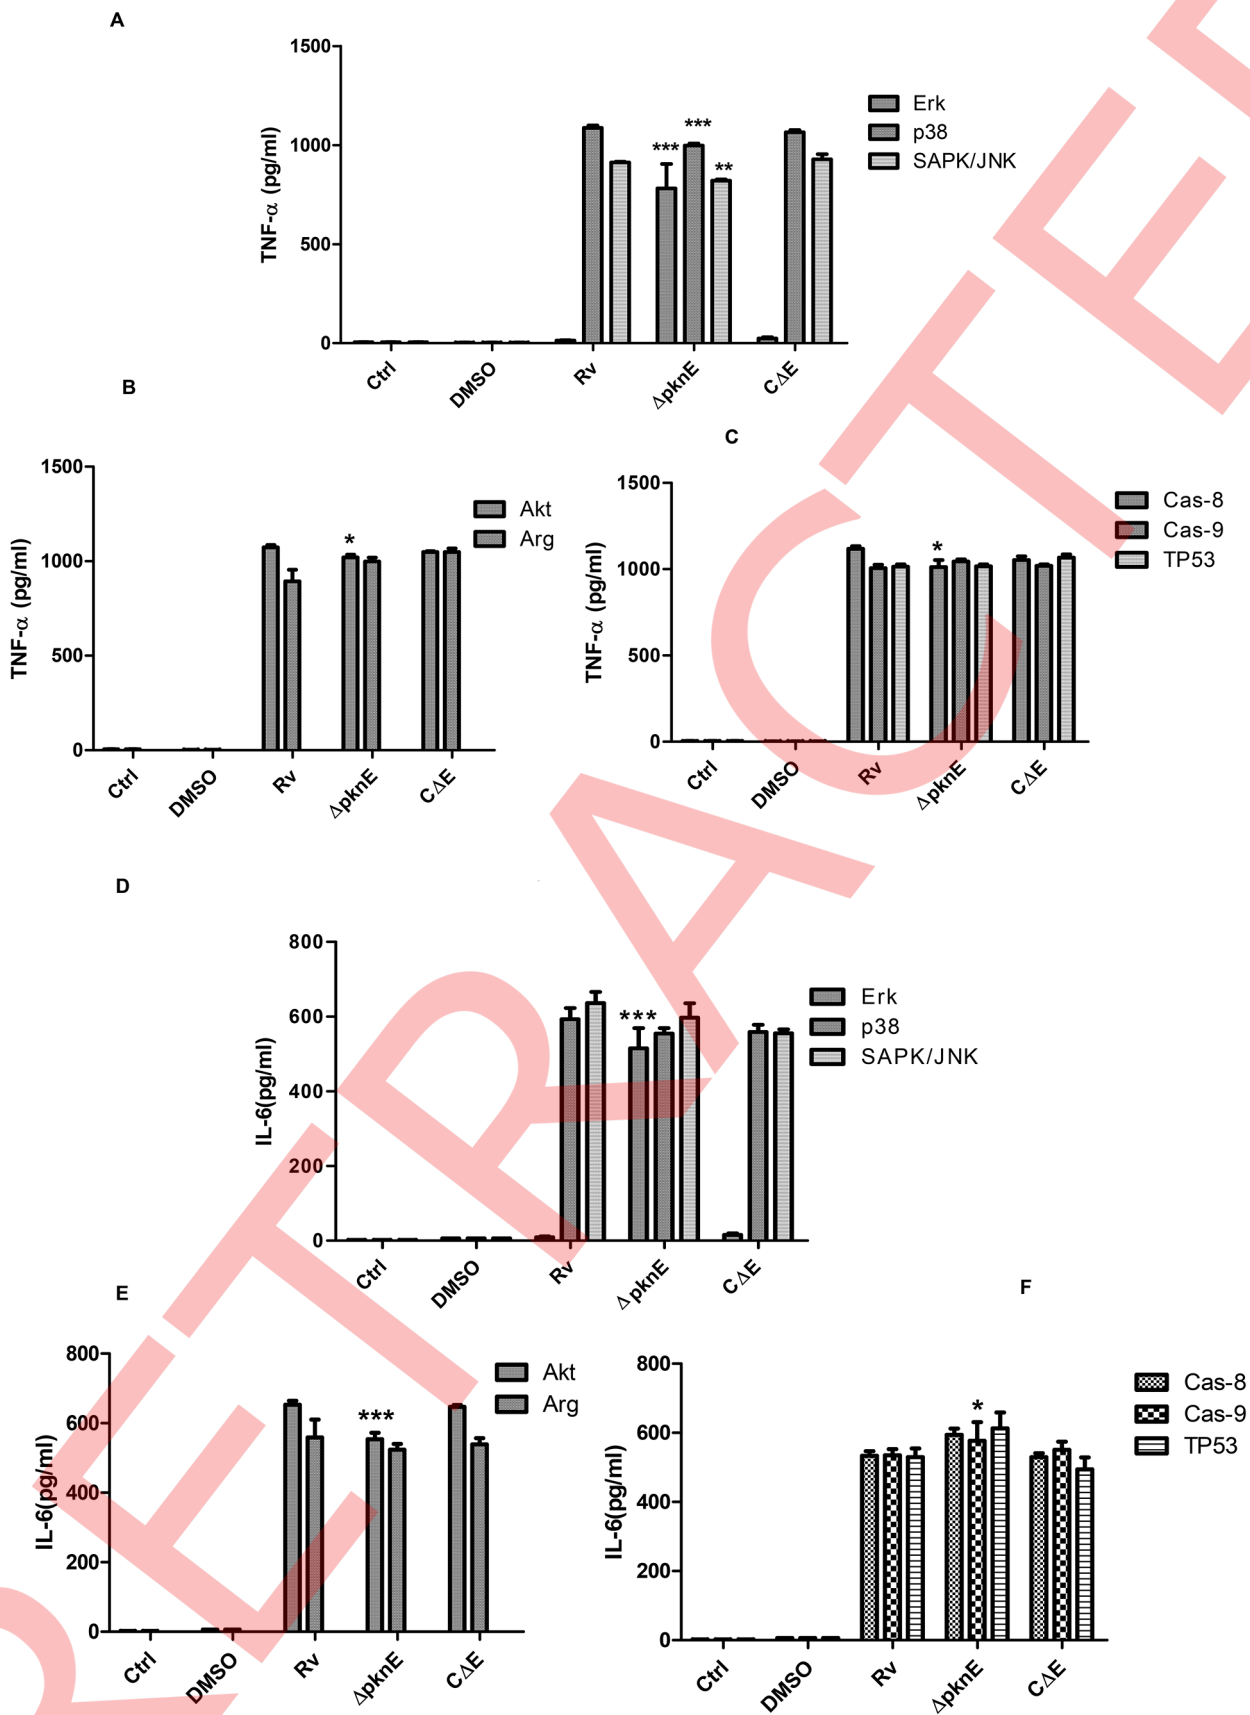 A
1500
1000
500
0
TNF-α (pg/ml)
***
***
**
Erk
p38
SAPK/JNK
Ctrl
DMSO
Rv
ΔpknE
CΔE
B
1500
1000
500
0
TNF-α (pg/ml)
*
Akt
Arg
Ctrl
DMSO
Rv
ΔpknE
CΔE
C
1500
1000
500
0
TNF-α (pg/ml)
*
Cas-8
Cas-9
TP53
Ctrl
DMSO
Rv
ΔpknE
CΔE
D
800
600
400
200
0
IL-6(pg/ml)
***
Erk
p38
SAPK/JNK
Ctrl
DMSO
Rv
ΔpknE
CΔE
E
800
600
400
200
0
IL-6(pg/ml)
***
Akt
Arg
Ctrl
DMSO
Rv
ΔpknE
CΔE
F
800
600
400
200
0
IL-6(pg/ml)
*
Cas-8
Cas-9
TP53
Ctrl
DMSO
Rv
ΔpknE
CΔE
RETRACTE